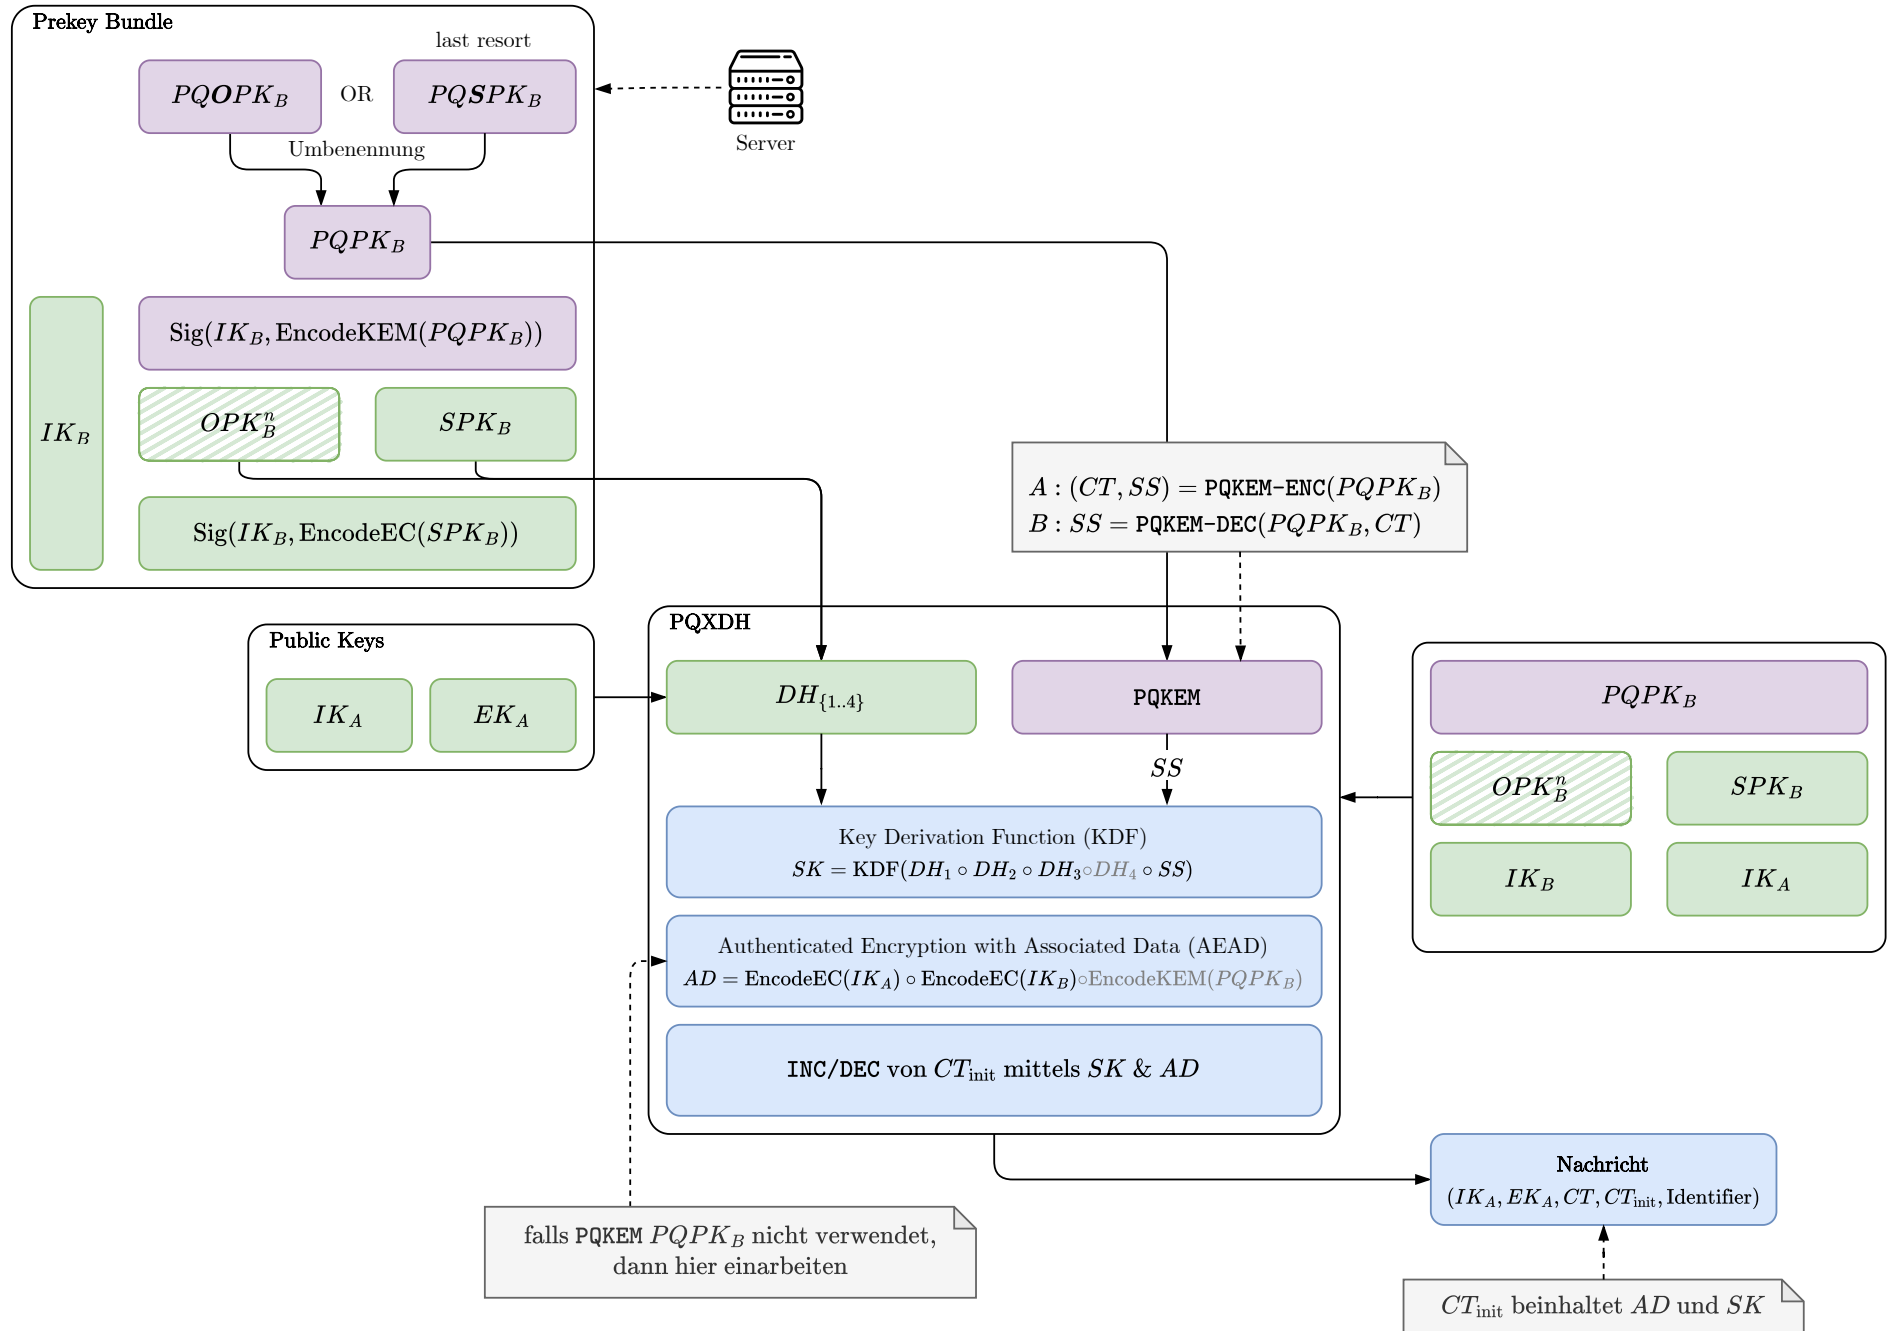 Prekey Bundle
last resort
PQOPK_B
OR
PQSPK_B
Umbenennung
PQPK_B
Sig(IK_B, EncodeKEM(PQPK_B))
IK_B
OPK_B^n
SPK_B
Sig(IK_B, EncodeEC(SPK_B))
Server
A : (CT, SS) = PQKEM-ENC(PQPK_B)
B : SS = PQKEM-DEC(PQPK_B, CT)
Public Keys
IK_A
EK_A
PQXDH
DH_{1..4}
PQKEM
SS
Key Derivation Function (KDF)
SK = KDF(DH_1 ∘ DH_2 ∘ DH_3 ∘ DH_4 ∘ SS)
Authenticated Encryption with Associated Data (AEAD)
AD = EncodeEC(IK_A) ∘ EncodeEC(IK_B) ∘ EncodeKEM(PQPK_B)
INC/DEC von CT_init mittels SK & AD
PQPK_B
OPK_B^n
SPK_B
IK_B
IK_A
Nachricht
(IK_A, EK_A, CT, CT_init, Identifier)
falls PQKEM PQPK_B nicht verwendet,
dann hier einarbeiten
CT_init beinhaltet AD und SK